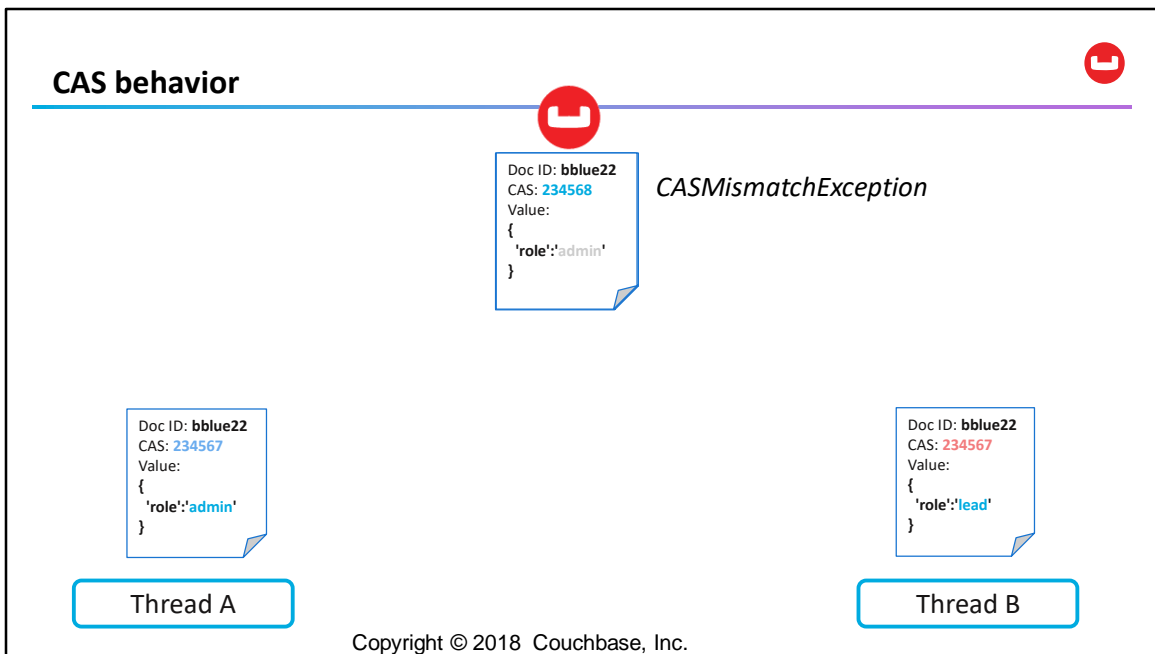 CAS behavior
Doc ID: bblue22
CAS: 234568
Value:
{
'role':'admin'
}
CASMismatchException
Doc ID: bblue22
CAS: 234567
Value:
{
'role':'admin'
}
Thread A
Doc ID: bblue22
CAS: 234567
Value:
{
'role':'lead'
}
Thread B
Copyright © 2018 Couchbase, Inc.